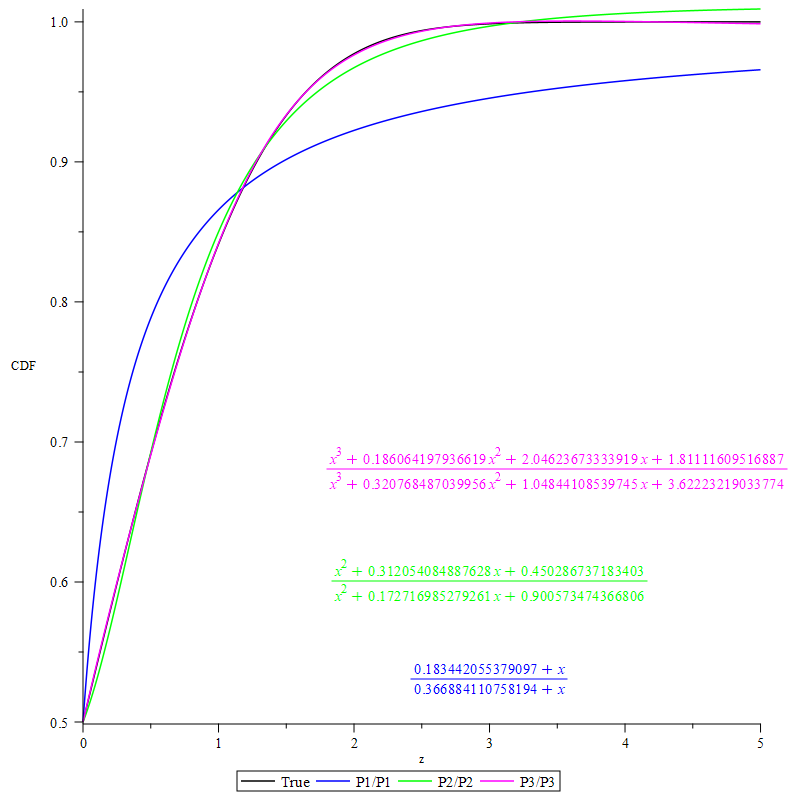 1.0
0.9
0.8
CDF
0.7
x^3 + 0.186064197936619 x^2 + 2.04623673333919 x + 1.81111609516887
x^3 + 0.320768487039956 x^2 + 1.04844108539745 x + 3.62223219033774
0.6
x^2 + 0.312054084887628 x + 0.450286737183403
x^2 + 0.172716985279261 x + 0.900573474366806
0.183442055379097 + x
0.366884110758194 + x
0.5
0 1 2 3 4 5
z
True P1/P1 P2/P2 P3/P3